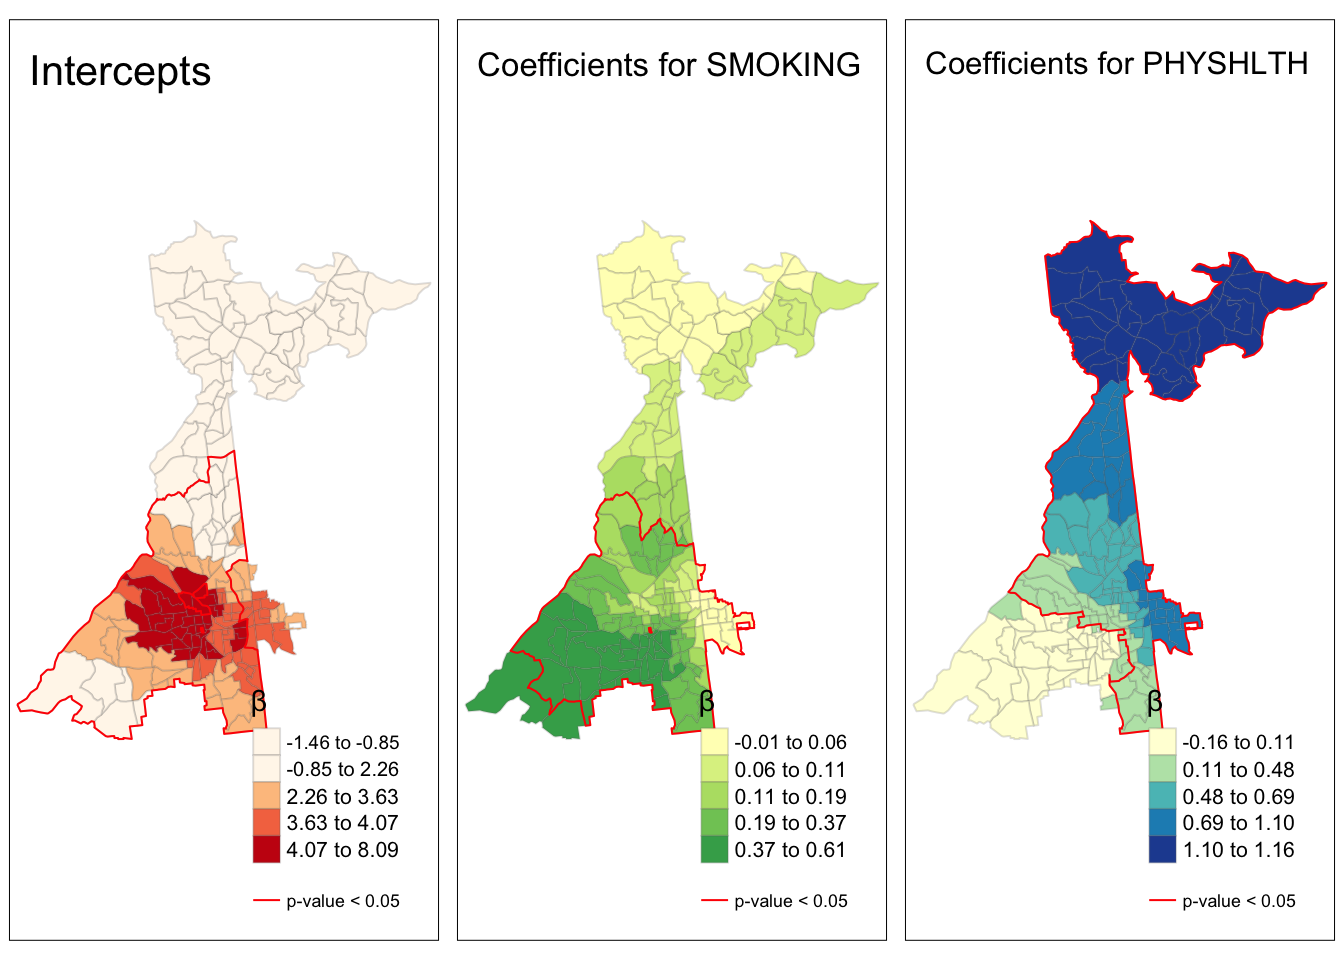 Intercepts
β
-1.46 to -0.85
-0.85 to 2.26
2.26 to 3.63
3.63 to 4.07
4.07 to 8.09
p-value < 0.05
Coefficients for SMOKING
β
-0.01 to 0.06
0.06 to 0.11
0.11 to 0.19
0.19 to 0.37
0.37 to 0.61
p-value < 0.05
Coefficients for PHYSHLTH
β
-0.16 to 0.11
0.11 to 0.48
0.48 to 0.69
0.69 to 1.10
1.10 to 1.16
p-value < 0.05